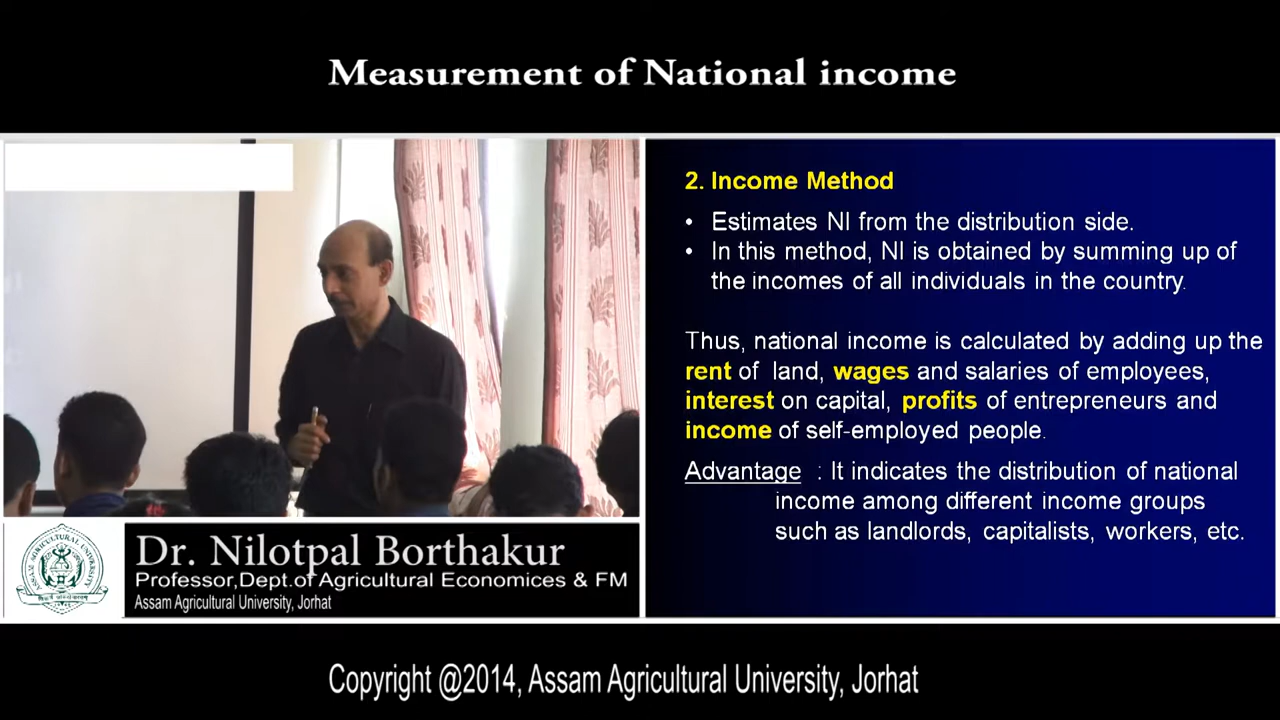 Measurement of National income
2. Income Method
• Estimates NI from the distribution side.
• In this method, NI is obtained by summing up of
the incomes of all individuals in the country.
Thus, national income is calculated by adding up the
rent of land, wages and salaries of employees,
interest on capital, profits of entrepreneurs and
income of self-employed people.
Advantage : It indicates the distribution of national
income among different income groups
such as landlords, capitalists, workers, etc.
Dr. Nilotpal Borthakur
Professor,Dept.of Agricultural Economices & FM
Assam Agricultural University, Jorhat
ASSAM AGRICULTURAL UNIVERSITY
Copyright @2014, Assam Agricultural University, Jorhat